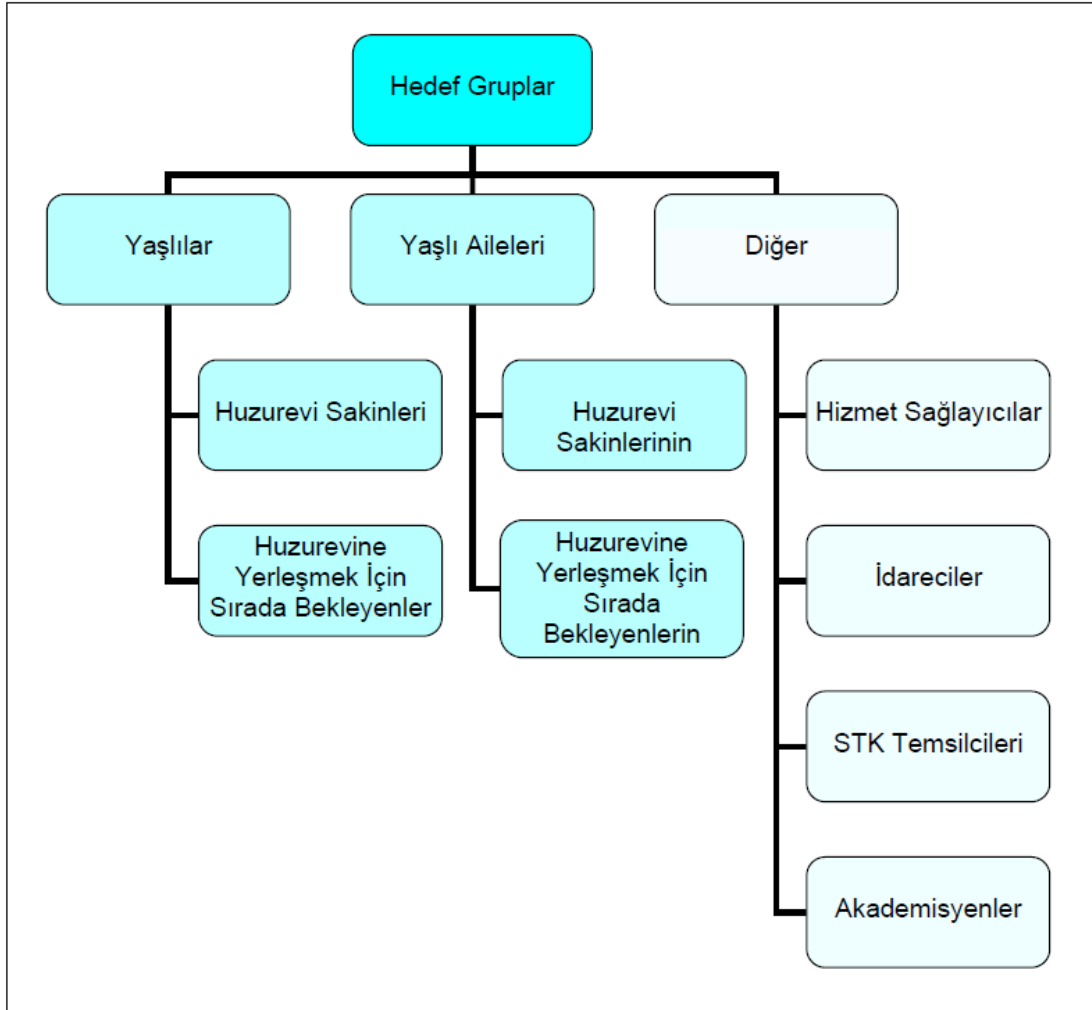 Hedef Gruplar
Yaşlılar
Yaşlı Aileleri
Diğer
Huzurevi Sakinleri
Huzurevine
Yerleşmek İçin
Sırada Bekleyenler
Huzurevi
Sakinlerinin
Huzurevine
Yerleşmek İçin
Sırada
Bekleyenlerin
Hizmet Sağlayıcılar
İdareciler
STK Temsilcileri
Akademisyenler